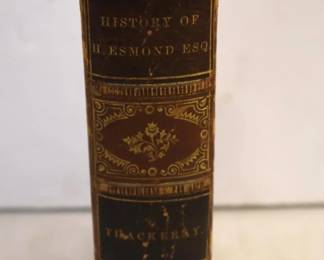 HISTORY OF
H. ESMOND ESQ
THACKERAY.